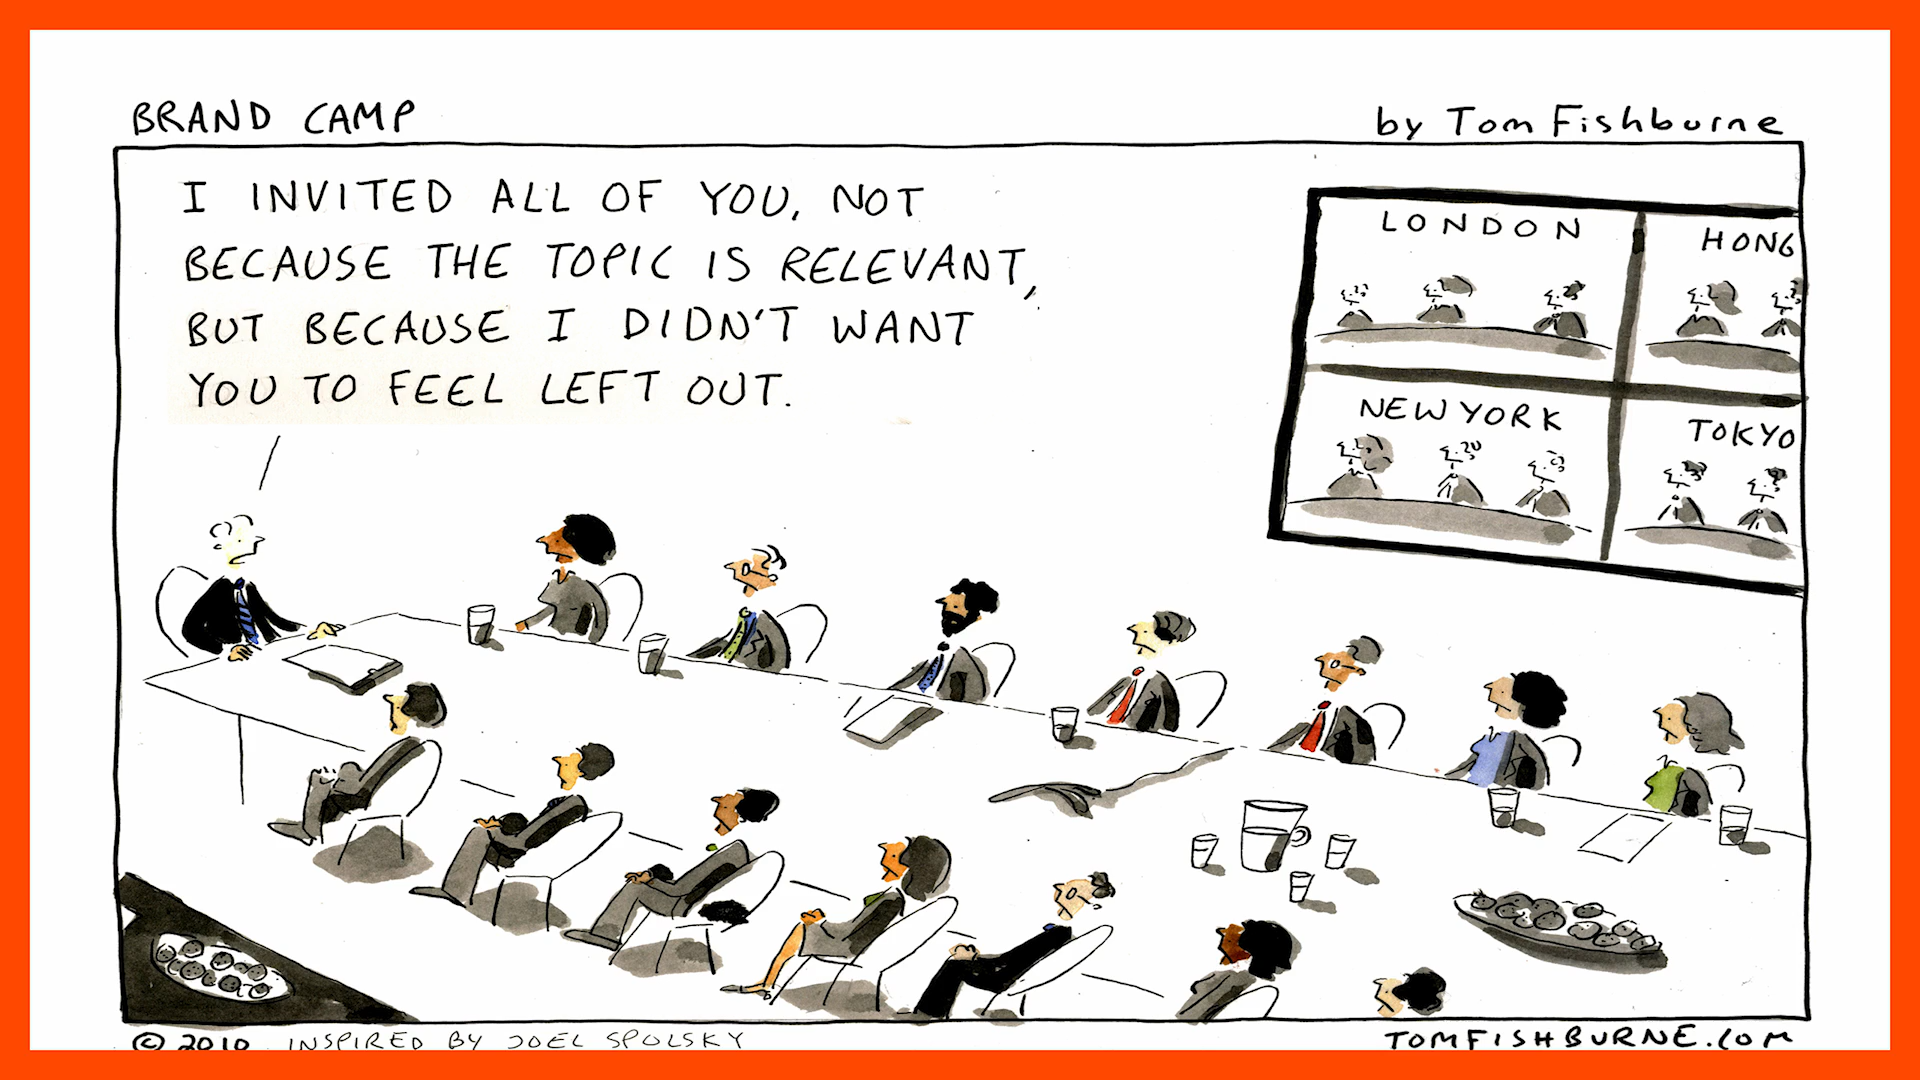 BRAND CAMP
by Tom Fishburne
I INVITED ALL OF YOU, NOT
BECAUSE THE TOPIC IS RELEVANT,
BUT BECAUSE I DIDN'T WANT
YOU TO FEEL LEFT OUT.
LONDON
HONG
NEW YORK
TOKYO
© 2010 INSPIRED BY JOEL SPOLSKY
TOMFISHBURNE.COM